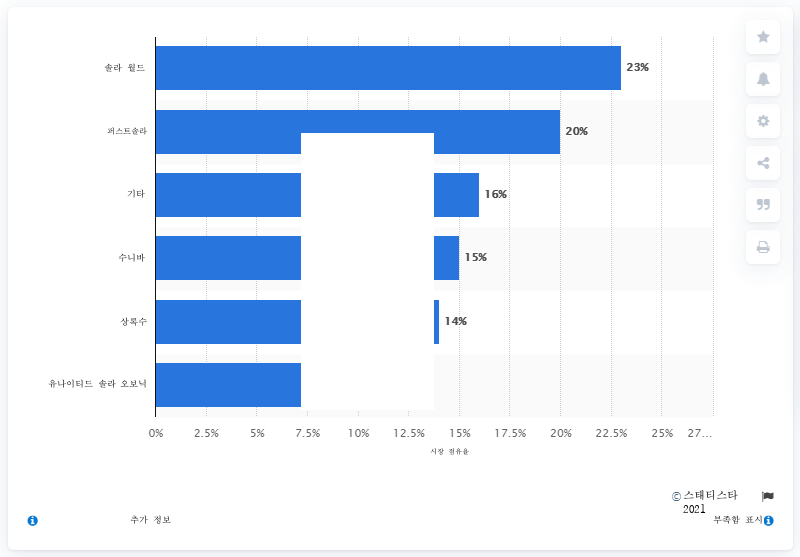 솔라 월드
23%
퍼스트솔라
20%
기타
16%
수니바
15%
상록수
14%
유나이티드 솔라 오보닉
0% 2.5% 5% 7.5% 10% 12.5% 15% 17.5% 20% 22.5% 25% 27...
시장 점유율
© 스태티스타
2021
추가 정보
부족함 표시